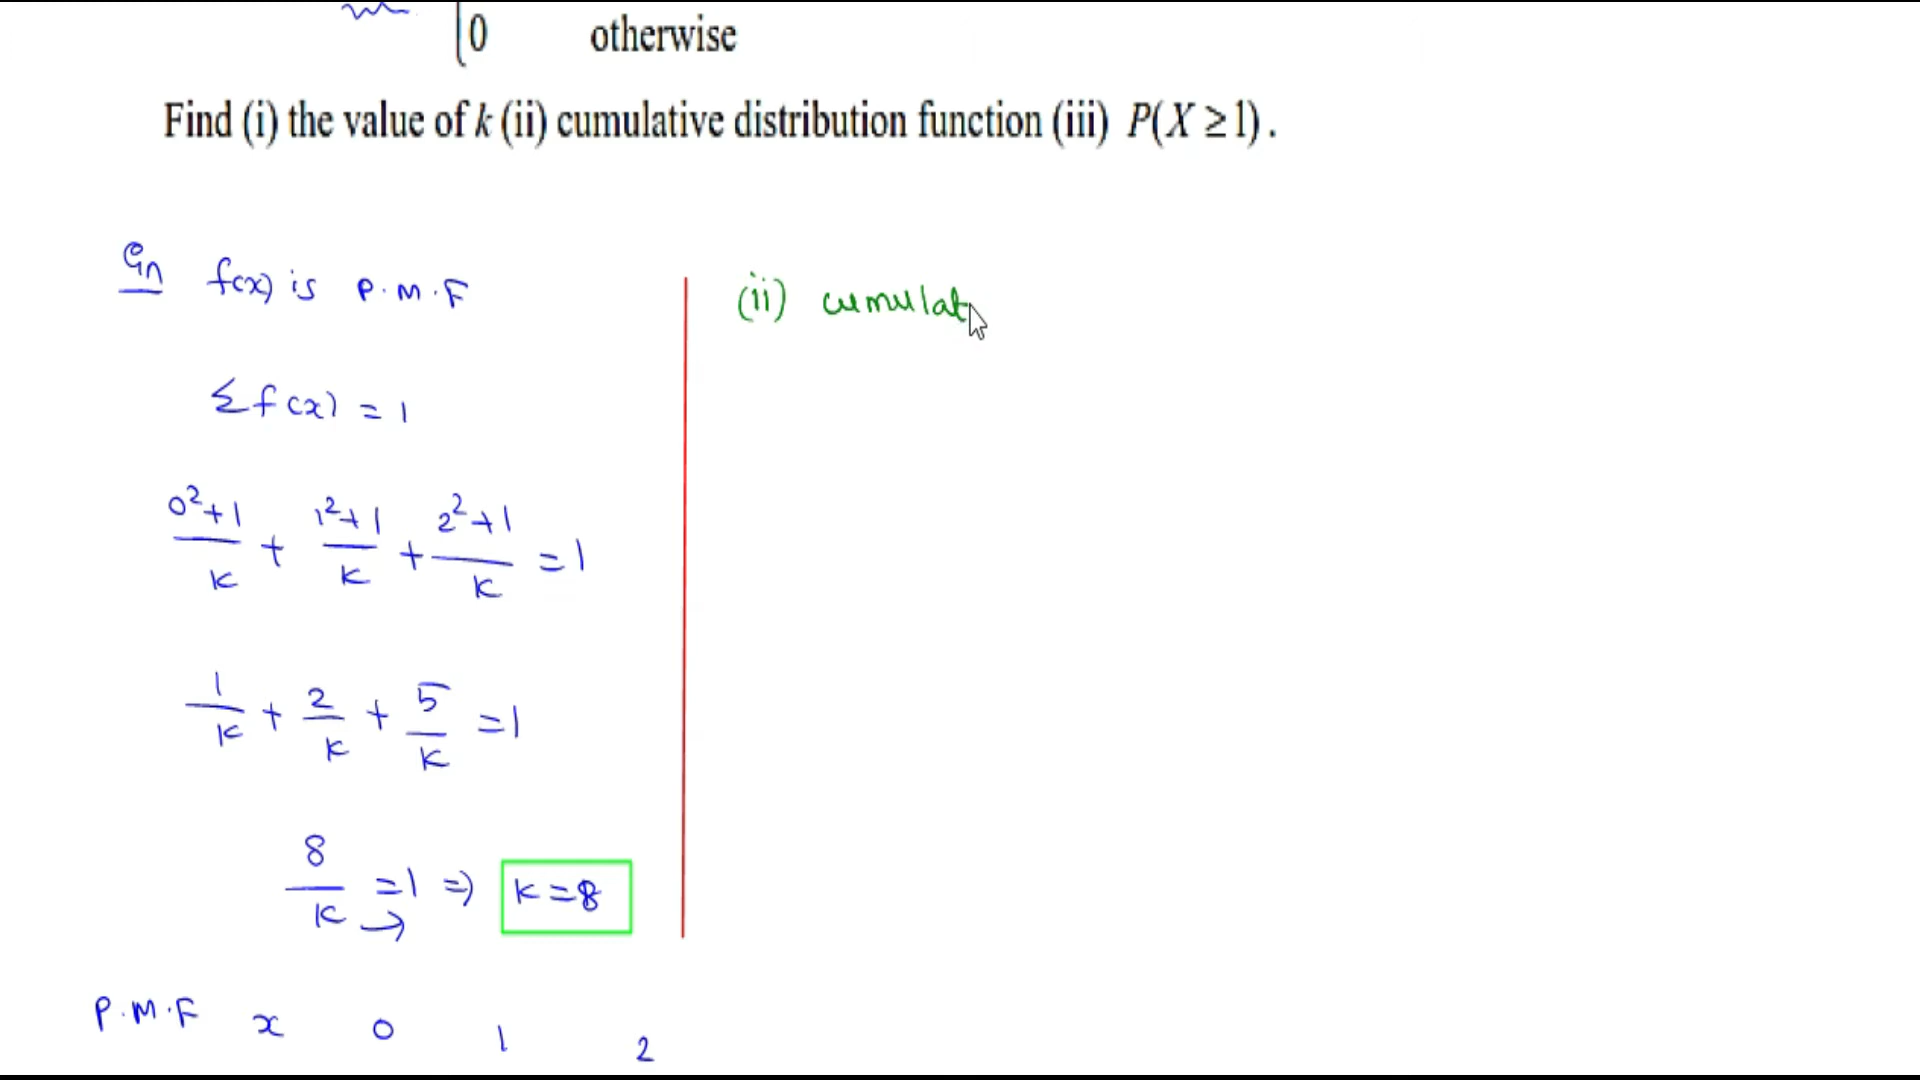 {0 otherwise
Find (i) the value of k (ii) cumulative distribution function (iii) P(X ≥ 1).
Gn f(x) is P.M.F
Σf(x) = 1
0²+1/k + 1²+1/k + 2²+1/k = 1
1/k + 2/k + 5/k = 1
8/k = 1 => k = 8
P.M.F x 0 1 2
(ii) cumulat